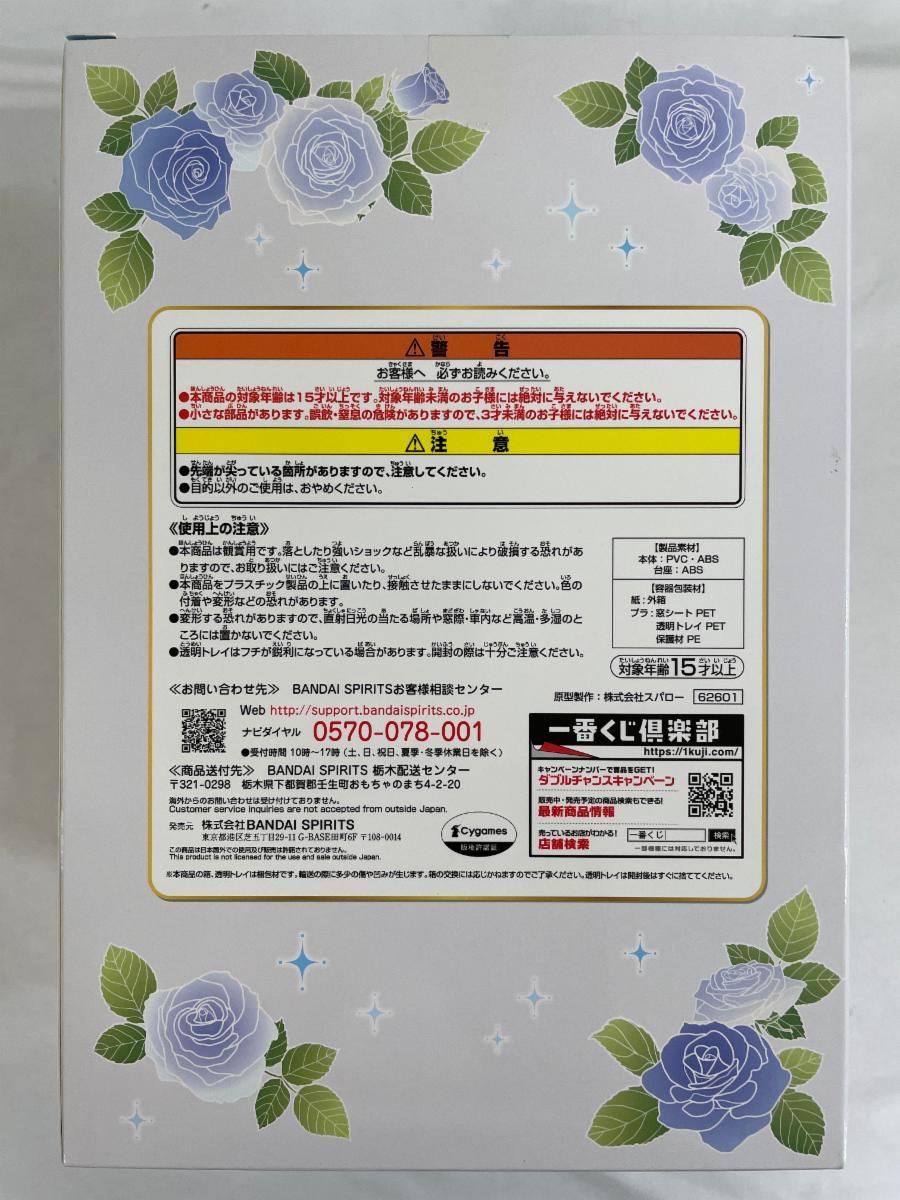 ⚠警告
お客様へ 必ずお読みください。
●本商品の対象年齢は15才以上です。対象年齢未満のお子様には絶対に与えないでください。
●小さな部品があります。誤飲・窒息の危険がありますので、3才未満のお子様には絶対に与えないでください。
⚠注意
●先端が尖っている箇所がありますので、注意してください。
●目的以外のご使用は、おやめください。
《使用上の注意》
●本商品は観賞用です。落としたり強いショックなど乱暴な扱いにより破損する恐れがあ
りますので、お取り扱いにはご注意ください。
●本商品をプラスチック製品の上に置いたり、接触させたままにしないでください。色の
付着や変形などの恐れがあります。
●変形する恐れがありますので、直射日光の当たる場所や窓際・車内など高温・多湿のと
ころには置かないでください。
●透明トレイはフチが鋭利になっている場合があります。開封の際は十分ご注意ください。
【製品素材】
本体：PVC・ABS
台座：ABS
【容器包装材】
紙：外箱
プラ：窓シート PET
透明トレイ PET
保護材 PE
対象年齢15才以上
≪お問い合わせ先≫ BANDAI SPIRITSお客様相談センター
Web http://support.bandaispirits.co.jp
ナビダイヤル 0570-078-001
●受付時間 10時～17時（土、日、祝日、夏季・冬季休業日を除く）
≪商品送付先≫ BANDAI SPIRITS 栃木配送センター
〒321-0298 栃木県下都賀郡壬生町おもちゃのまち4-2-20
海外からのお問い合わせは受け付けておりません。
Customer service inquiries are not accepted from outside Japan.
発売元 株式会社BANDAI SPIRITS
東京都港区芝五丁目29-11 G-BASE田町6F 〒108-0014
この商品は日本国外での使用及び販売は許諾されておりません。
This product is not licensed for the use and sale outside Japan.
Cygames
版権許諾証
原型製作：株式会社スパロー 62601
一番くじ倶楽部
https://1kuji.com/
キャンペーンナンバーで賞品をGET!
ダブルチャンスキャンペーン
販売中・発売予定の商品検索もできる!
最新商品情報
売っているお店がわかる!
店舗検索
一番くじ 検索
一部機種には対応しておりません。
※本商品の箱、透明トレイは梱包材です。輸送の際に多少の傷や凹みが生じます。箱の交換には応じかねますのでご了承ください。透明トレイは開封後はすぐに捨ててください。